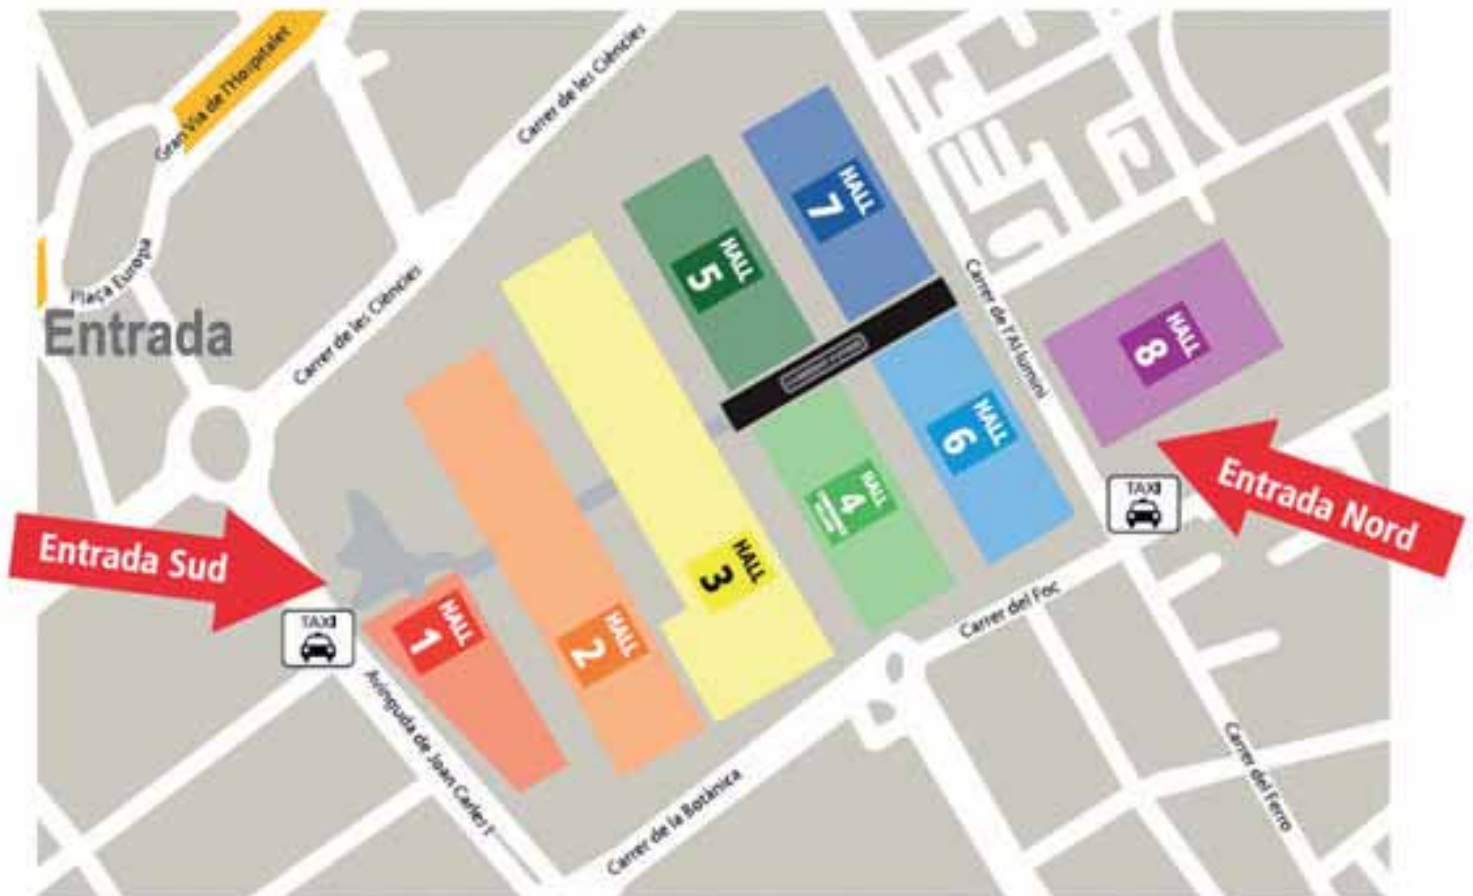 Gran Via de l'Hospitalet
Carrer de les Ciències
Plaça Europa
Entrada
Carrer de les Ciències
HALL
7
HALL
5
Carrer de l'Al·lumini
HALL
8
HALL
6
HALL
4
Entrada Nord
TAXI
Entrada Sud
TAXI
HALL
3
HALL
1
HALL
2
Carrer del Foc
Avinguda de Joan Carles I
Carrer de la Botànica
Carrer del Ferro